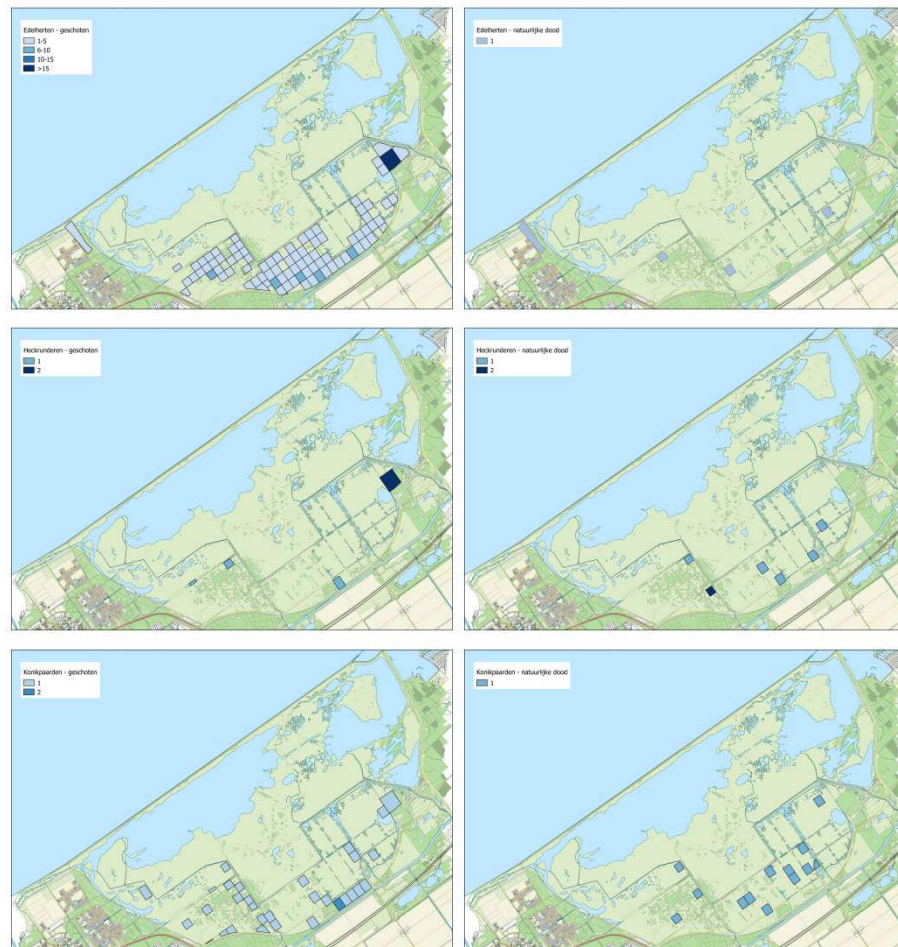 Edelherten - geschoten
1-5
6-10
10-15
>15
Edelherten - natuurlijke dood
1
Heckrunderen - geschoten
1
2
Heckrunderen - natuurlijke dood
1
2
Konikpaarden - geschoten
1
2
Konikpaarden - natuurlijke dood
1